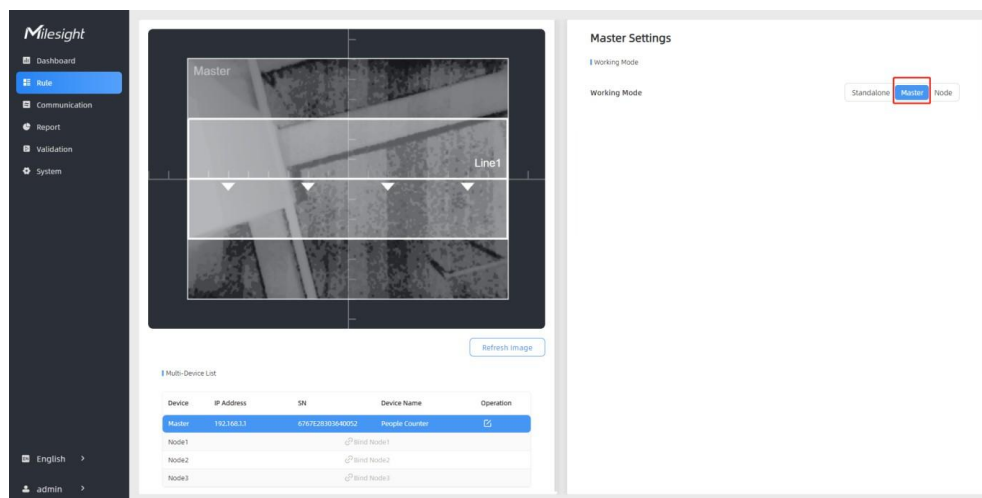 Milesight
Dashboard
Rule
Communication
Report
Validation
System
English >
admin >
Master
Line1
Refresh Image
Multi-Device List
Device IP Address SN Device Name Operation
Master 192.168.1.1 6767E28303640052 People Counter
Node1 Bind Node1
Node2 Bind Node2
Node3 Bind Node3
Master Settings
Working Mode
Working Mode Standalone Master Node